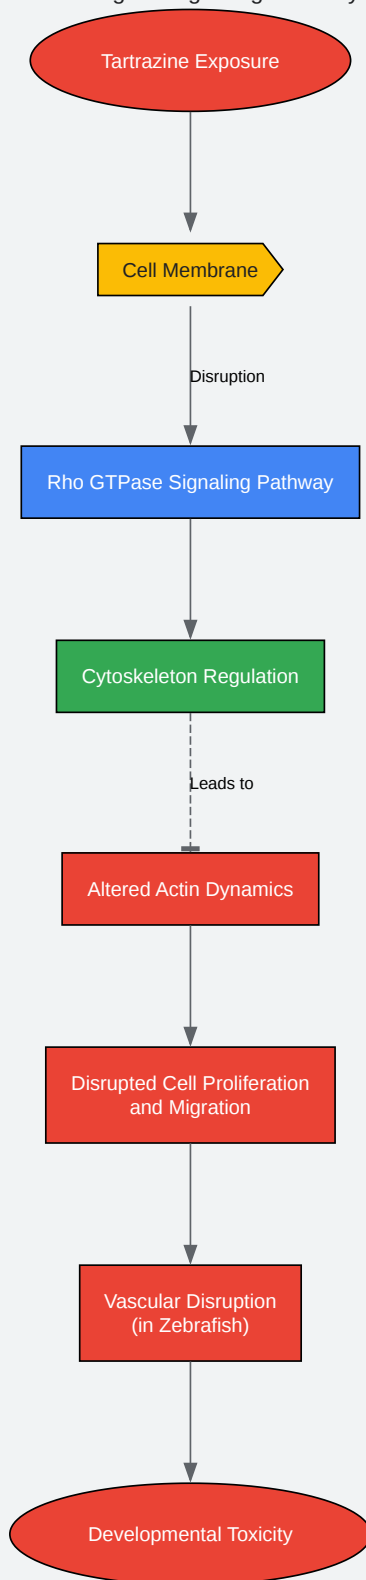 Tartrazine Exposure
Cell Membrane
Disruption
Rho GTPase Signaling Pathway
Cytoskeleton Regulation
Leads to
Altered Actin Dynamics
Disrupted Cell Proliferation
and Migration
Vascular Disruption
(in Zebrafish)
Developmental Toxicity